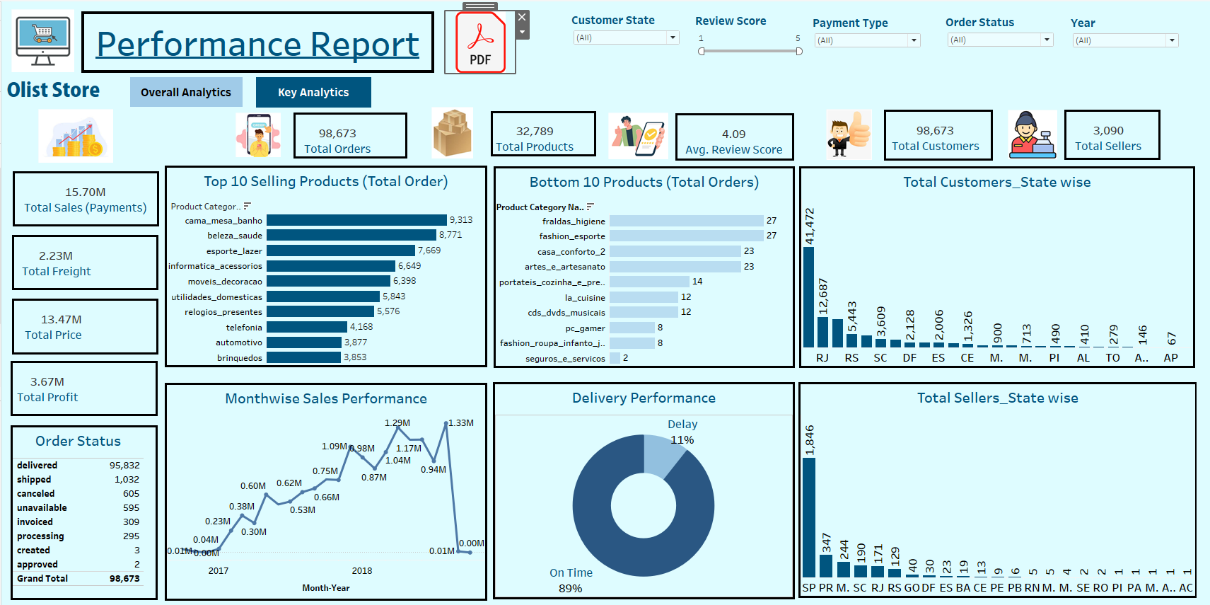 Performance Report
PDF
Customer State
(All)
Review Score
1 5
Payment Type
(All)
Order Status
(All)
Year
(All)
Olist Store
Overall Analytics
Key Analytics
98,673
Total Orders
32,789
Total Products
4.09
Avg. Review Score
98,673
Total Customers
3,090
Total Sellers
15.70M
Total Sales (Payments)
2.23M
Total Freight
13.47M
Total Price
3.67M
Total Profit
Order Status
delivered 95,832
shipped 1,032
canceled 605
unavailable 595
invoiced 309
processing 295
created 3
approved 2
Grand Total 98,673
Top 10 Selling Products (Total Order)
Product Categor..
cama_mesa_banho 9,313
beleza_saude 8,771
esporte_lazer 7,669
informatica_acessorios 6,649
moveis_decoracao 6,398
utilidades_domesticas 5,843
relogios_presentes 5,576
telefonia 4,168
automotivo 3,877
brinquedos 3,853
Bottom 10 Products (Total Orders)
Product Category Na..
fraldas_higiene 27
fashion_esporte 27
casa_conforto_2 23
artes_e_artesanato 23
portateis_cozinha_e_pre.. 14
la_cuisine 12
cds_dvds_musicais 12
pc_gamer 8
fashion_roupa_infanto_j.. 8
seguros_e_servicos 2
Total Customers_State wise
41,472 12,687 5,443 3,609 2,128 2,006 1,326 900 713 490 410 279 146 67
RJ RS SC DF ES CE M. M. PI AL TO A.. AP
Monthwise Sales Performance
0.01M 0.00M 0.04M 0.23M 0.38M 0.30M 0.60M 0.53M 0.62M 0.66M 0.75M 1.09M 0.98M 0.87M 1.04M 1.29M 1.17M 0.94M 1.33M 0.01M 0.00M
2017 2018
Month-Year
Delivery Performance
Delay
11%
On Time
89%
Total Sellers_State wise
1,846 347 244 190 171 129 40 30 23 19 13 9 6 5 4 4 2 2 1 1 1 1 1
SP PR M. SC RJ RS GO DF ES BA CE PE PB RN M. M. SE RO PI PA M. A.. AC